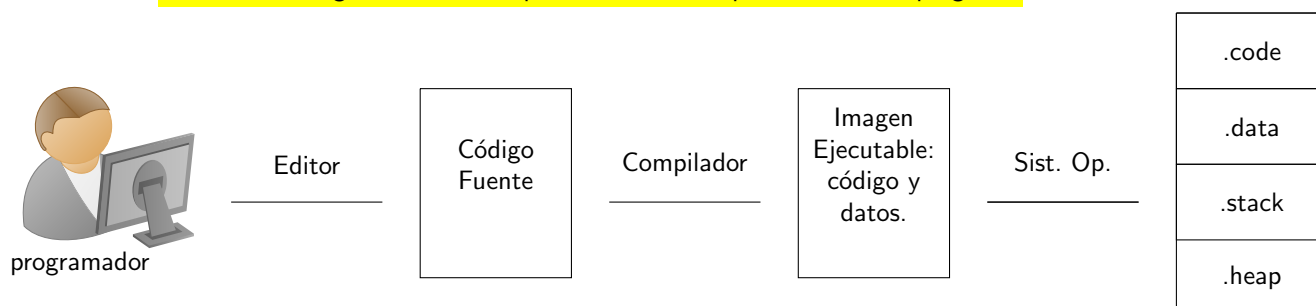 programador
Editor
Código
Fuente
Compilador
Imagen
Ejecutable:
código y
datos.
Sist. Op.
.code
.data
.stack
.heap